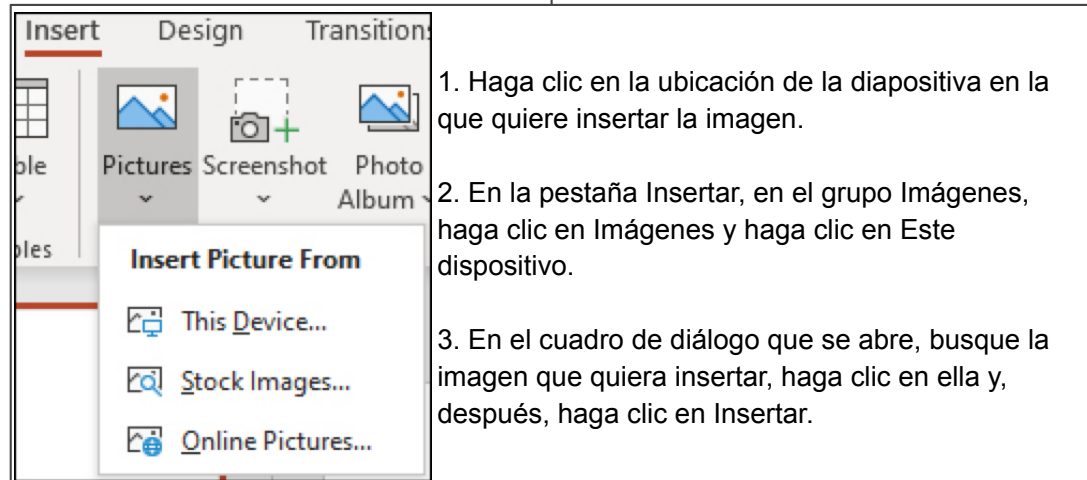 Insert Design Transitions
Pictures Screenshot Photo
Album
Insert Picture From
This Device...
Stock Images...
Online Pictures...
1. Haga clic en la ubicación de la diapositiva en la
que quiere insertar la imagen.
2. En la pestaña Insertar, en el grupo Imágenes,
haga clic en Imágenes y haga clic en Este
dispositivo.
3. En el cuadro de diálogo que se abre, busque la
imagen que quiera insertar, haga clic en ella y,
después, haga clic en Insertar.